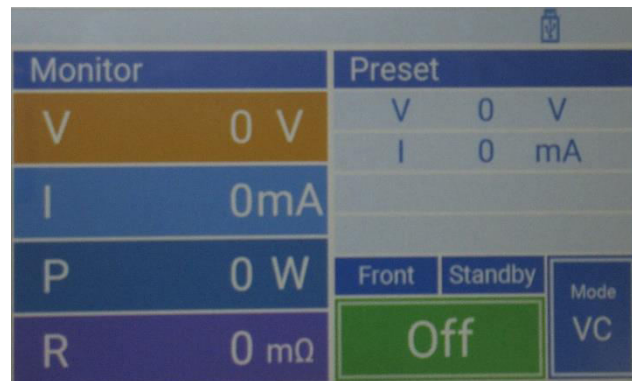 Monitor
V 0 V
I 0mA
P 0 W
R 0 mΩ
Preset
V 0 V
I 0 mA
Front Standby
Off
Mode
VC